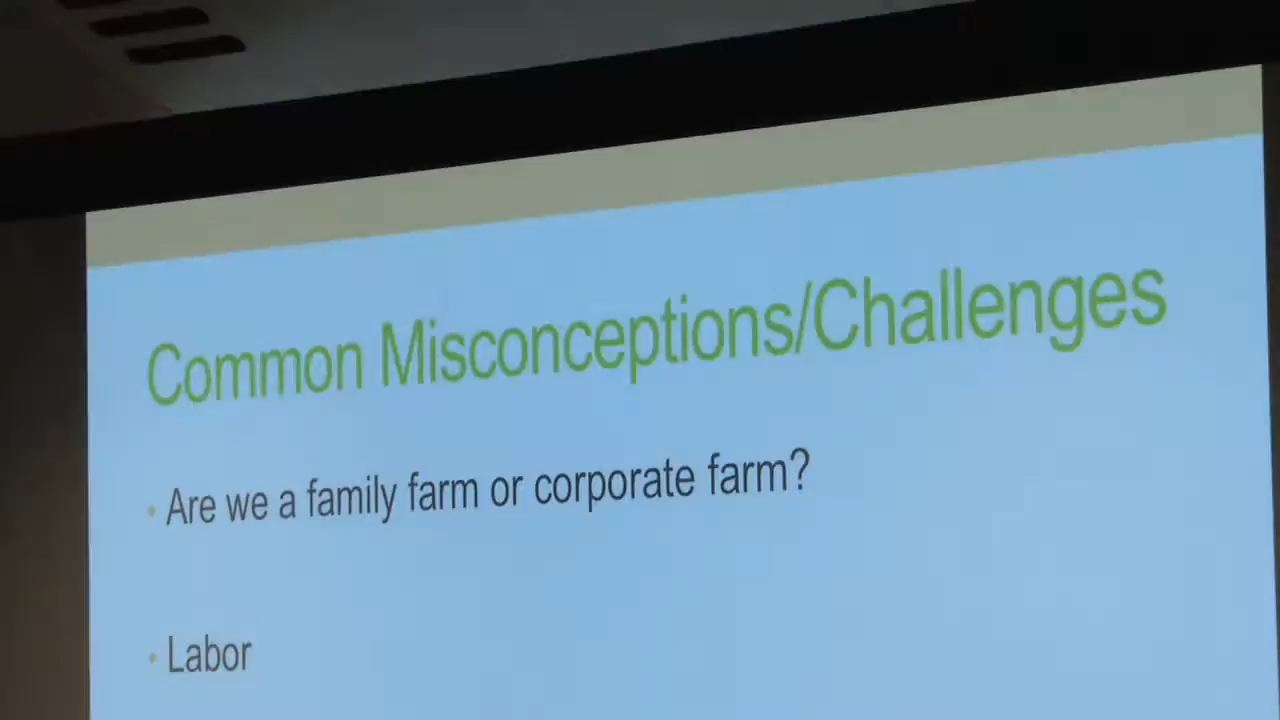 Common Misconceptions/Challenges
• Are we a family farm or corporate farm?
• Labor